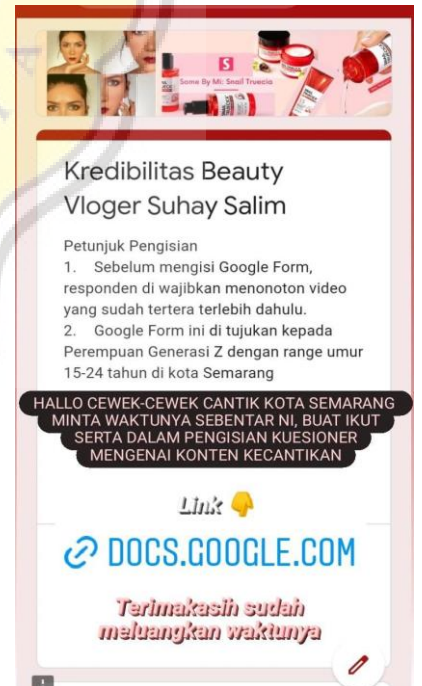 S
Some By Mi: Snail Truecica
Kredibilitas Beauty
Vloger Suhay Salim
Petunjuk Pengisian
1. Sebelum mengisi Google Form,
responden di wajibkan menonoton video
yang sudah tertera terlebih dahulu.
2. Google Form ini di tujukan kepada
Perempuan Generasi Z dengan range umur
15-24 tahun di kota Semarang
HALLO CEWEK-CEWEK CANTIK KOTA SEMARANG
MINTA WAKTUNYA SEBENTAR NI, BUAT IKUT
SERTA DALAM PENGISIAN KUESIONER
MENGENAI KONTEN KECANTIKAN
Link 👇
DOCS.GOOGLE.COM
Terimakasih sudah
meluangkan waktunya